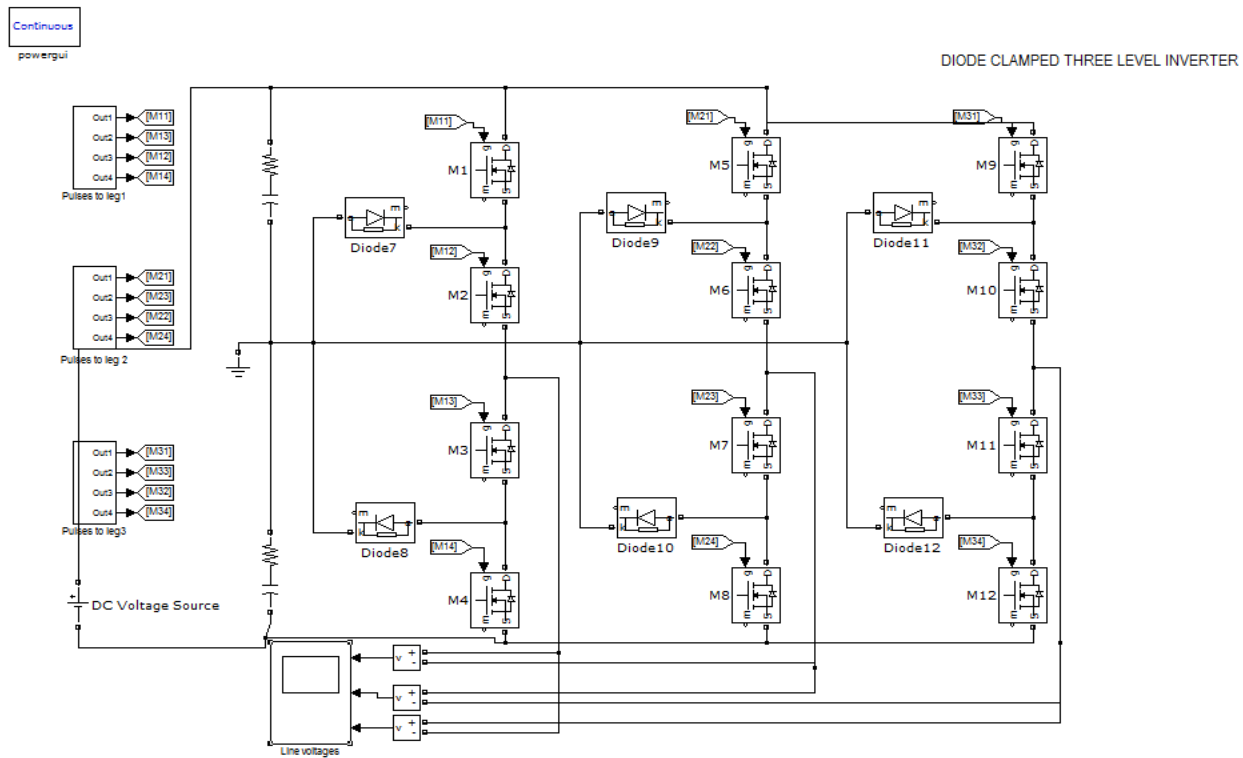 Continuous
powergui
DIODE CLAMPED THREE LEVEL INVERTER
Out1 [M11]
Out2 [M13]
Out3 [M12]
Out4 [M14]
Pulses to leg1
Out1 [M21]
Out2 [M23]
Out3 [M22]
Out4 [M24]
Pulses to leg 2
Out1 [M31]
Out2 [M33]
Out3 [M32]
Out4 [M34]
Pulses to leg3
DC Voltage Source
[M11]
g D
M1
m S
m
a k
Diode7
[M12]
g D
M2
m S
[M13]
g D
M3
m S
m
k a
Diode8
[M14]
g D
M4
m S
[M21]
g D
M5
m S
m
a k
Diode9
[M22]
g D
M6
m S
[M23]
g D
M7
m S
m
k a
Diode10
[M24]
g D
M8
m S
[M31]
g D
M9
m S
m
a k
Diode11
[M32]
g D
M10
m S
[M33]
g D
M11
m S
m
k a
Diode12
[M34]
g D
M12
m S
v + -
v + -
v + -
Line voltages